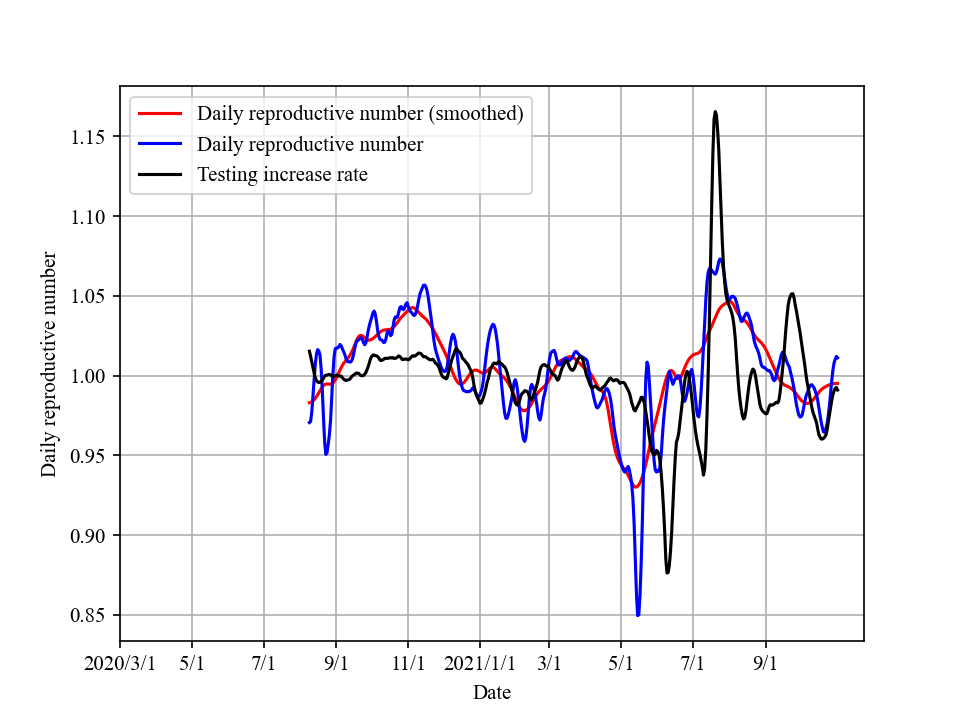 Daily reproductive number (smoothed)
Daily reproductive number
Testing increase rate
Daily reproductive number
1.15
1.10
1.05
1.00
0.95
0.90
0.85
2020/3/1 5/1 7/1 9/1 11/1 2021/1/1 3/1 5/1 7/1 9/1
Date